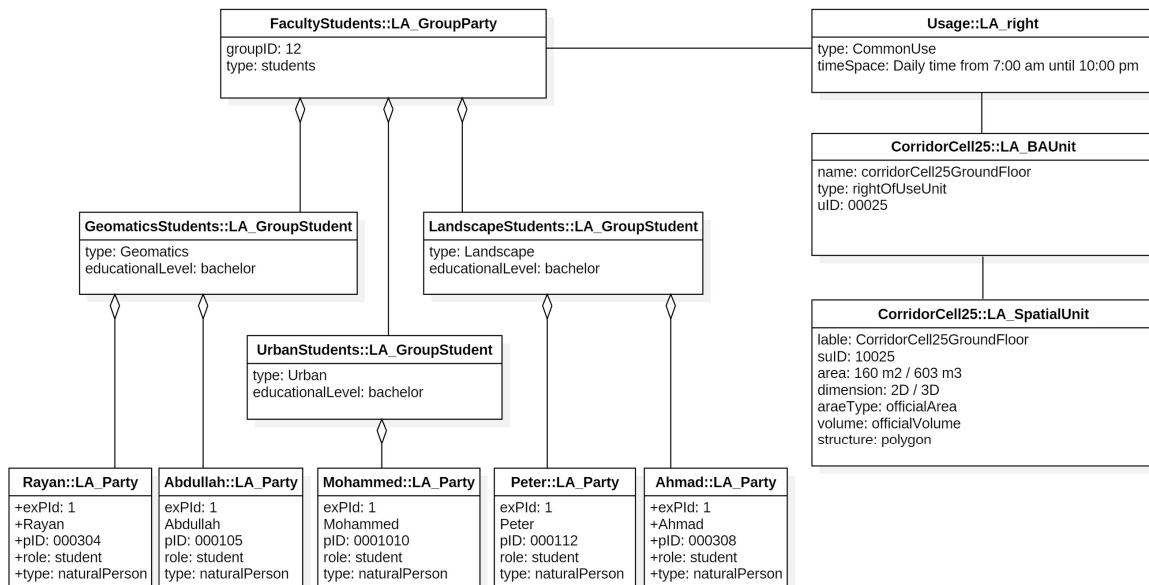 FacultyStudents::LA_GroupParty
groupID: 12
type: students
Usage::LA_right
type: CommonUse
timeSpace: Daily time from 7:00 am until 10:00 pm
CorridorCell25::LA_BAUnit
name: corridorCell25GroundFloor
type: rightOfUseUnit
uID: 00025
GeomaticsStudents::LA_GroupStudent
type: Geomatics
educationalLevel: bachelor
LandscapeStudents::LA_GroupStudent
type: Landscape
educationalLevel: bachelor
CorridorCell25::LA_SpatialUnit
lable: CorridorCell25GroundFloor
suID: 10025
area: 160 m2 / 603 m3
dimension: 2D / 3D
araeType: officialArea
volume: officialVolume
structure: polygon
UrbanStudents::LA_GroupStudent
type: Urban
educationalLevel: bachelor
Rayan::LA_Party
+exPId: 1
+Rayan
+pID: 000304
+role: student
+type: naturalPerson
Abdullah::LA_Party
exPId: 1
Abdullah
pID: 000105
role: student
type: naturalPerson
Mohammed::LA_Party
exPId: 1
Mohammed
pID: 0001010
role: student
type: naturalPerson
Peter::LA_Party
exPId: 1
Peter
pID: 000112
role: student
type: naturalPerson
Ahmad::LA_Party
+exPId: 1
+Ahmad
+pID: 000308
+role: student
+type: naturalPerson